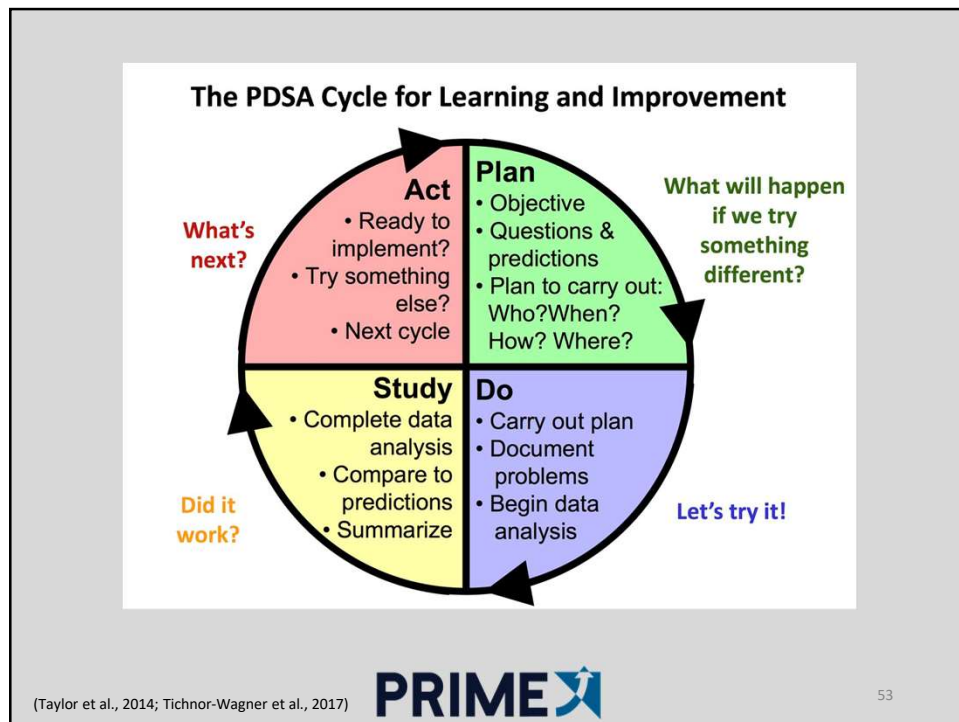 The PDSA Cycle for Learning and Improvement
Act
• Ready to
implement?
• Try something
else?
• Next cycle
What's
next?
Plan
• Objective
• Questions &
predictions
• Plan to carry out:
Who?When?
How? Where?
What will happen
if we try
something
different?
Study
• Complete data
analysis
• Compare to
predictions
• Summarize
Did it
work?
Do
• Carry out plan
• Document
problems
• Begin data
analysis
Let's try it!
(Taylor et al., 2014; Tichnor-Wagner et al., 2017)
PRIME
53